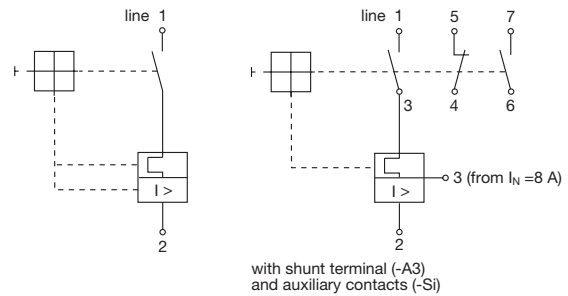 line 1
line 1 5 7
3 4 6
I >
I > 3 (from I_N =8 A)
2
2
with shunt terminal (-A3)
and auxiliary contacts (-Si)